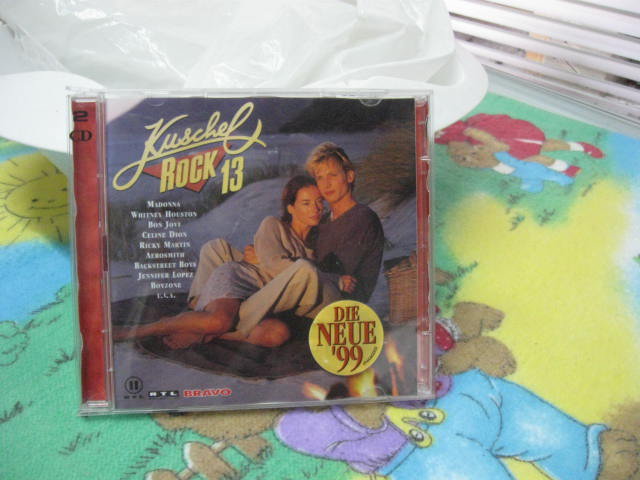 2
CD
Kuschel
ROCK 13
MADONNA
WHITNEY HOUSTON
BON JOVI
CELINE DION
RICKY MARTIN
AEROSMITH
BACKSTREET BOYS
JENNIFER LOPEZ
BOYZONE
U.V.A.
DIE
NEUE
'99
RTL RTL BRAVO